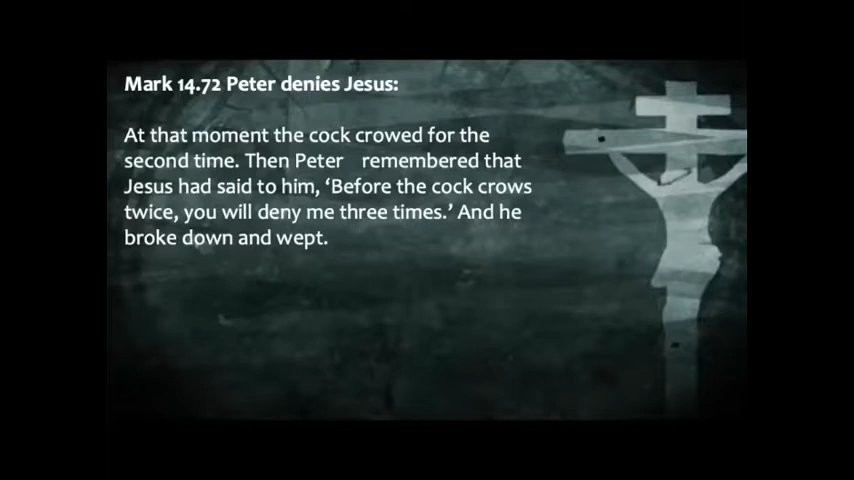 Mark 14.72 Peter denies Jesus:
At that moment the cock crowed for the
second time. Then Peter    remembered that
Jesus had said to him, ‘Before the cock crows
twice, you will deny me three times.’ And he
broke down and wept.